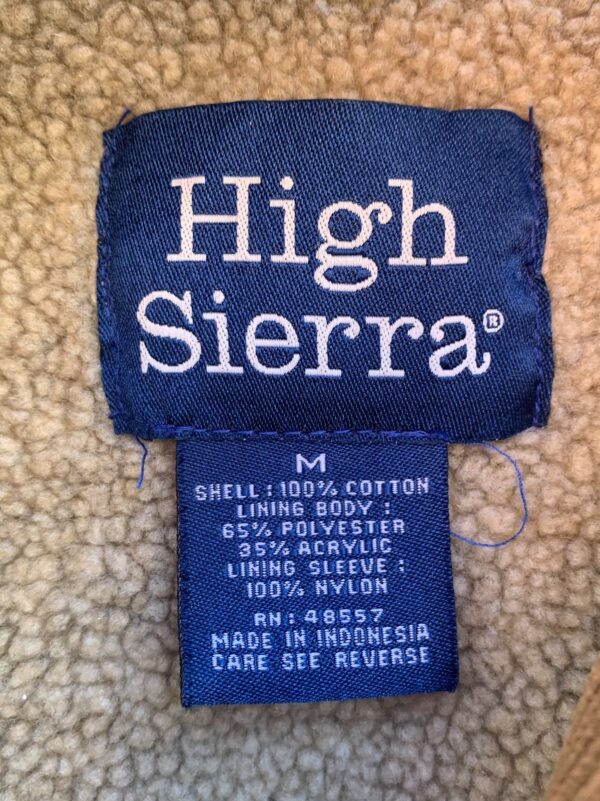 High
Sierra®
M
SHELL : 100% COTTON
LINING BODY :
65% POLYESTER
35% ACRYLIC
LINING SLEEVE :
100% NYLON
RN : 48557
MADE IN INDONESIA
CARE SEE REVERSE